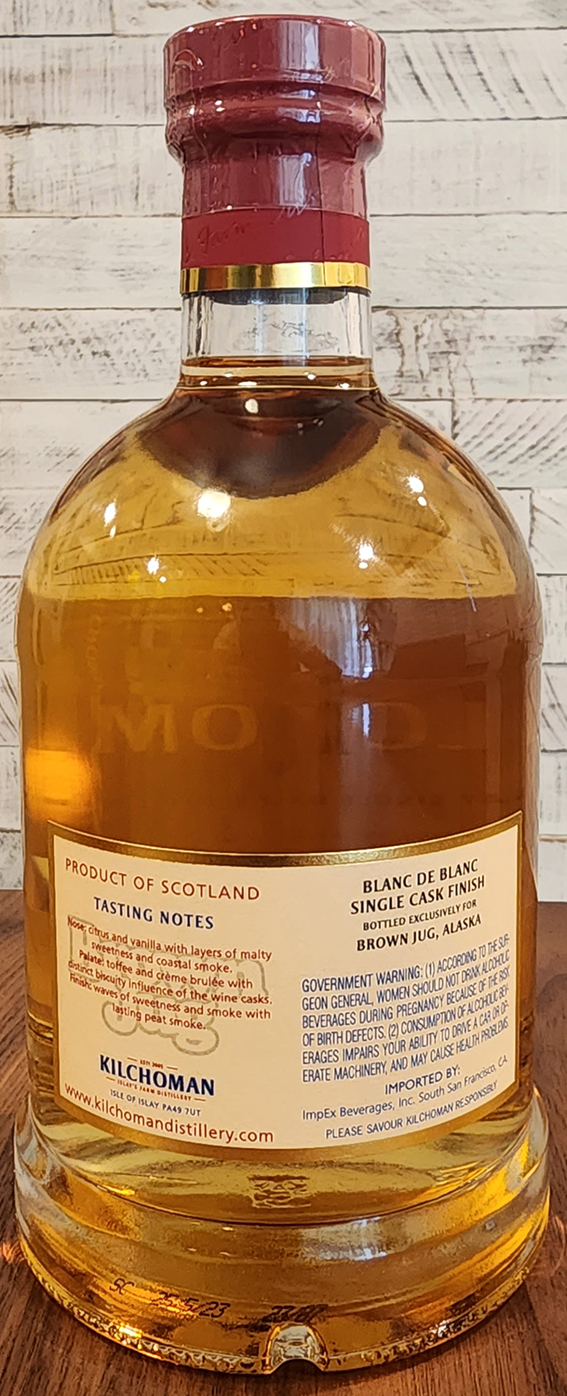 PRODUCT OF SCOTLAND
TASTING NOTES
Nose: citrus and vanilla with layers of malty
sweetness and coastal smoke.
Palate: toffee and crème brulée with
distinct biscuity influence of the wine casks.
Finish: waves of sweetness and smoke with
lasting peat smoke.
EST. 2005
KILCHOMAN
ISLAY'S FARM DISTILLERY
ISLE OF ISLAY PA49 7UT
www.kilchomandistillery.com
BLANC DE BLANC
SINGLE CASK FINISH
BOTTLED EXCLUSIVELY FOR
BROWN JUG, ALASKA
GOVERNMENT WARNING: (1) ACCORDING TO THE SUR-
GEON GENERAL, WOMEN SHOULD NOT DRINK ALCOHOLIC
BEVERAGES DURING PREGNANCY BECAUSE OF THE RISK
OF BIRTH DEFECTS. (2) CONSUMPTION OF ALCOHOLIC BEV-
ERAGES IMPAIRS YOUR ABILITY TO DRIVE A CAR OR OP-
ERATE MACHINERY, AND MAY CAUSE HEALTH PROBLEMS
IMPORTED BY:
ImpEx Beverages, Inc. South San Francisco, CA
PLEASE SAVOUR KILCHOMAN RESPONSIBLY
SC 25/5/23